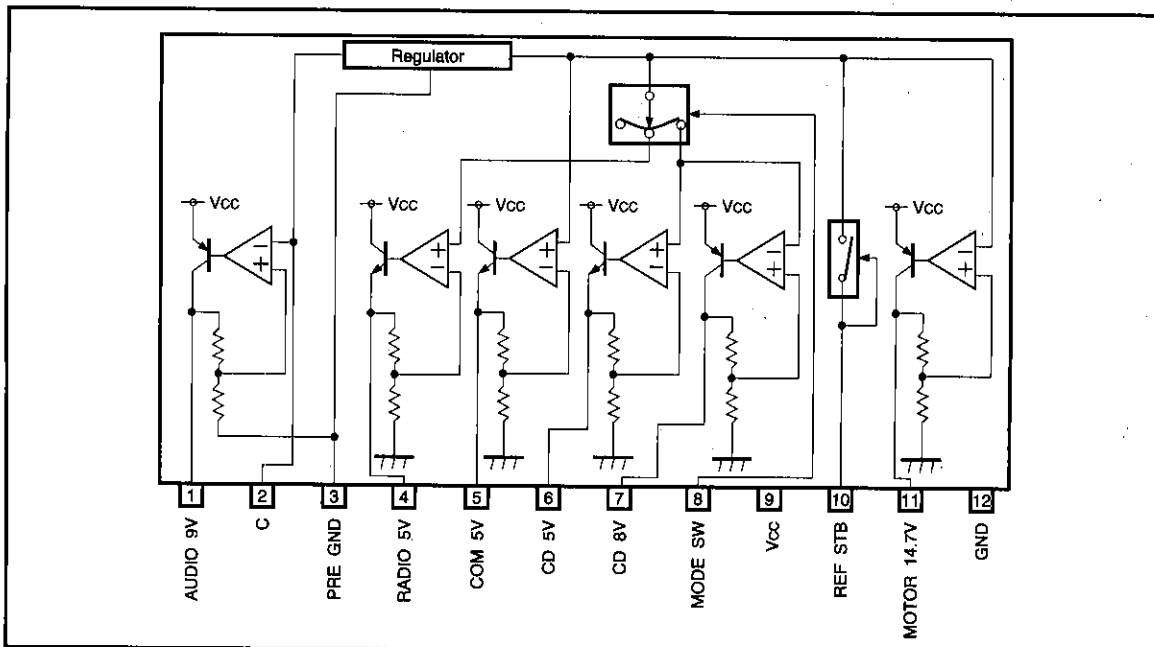 Regulator
Vcc
Vcc
Vcc
Vcc
Vcc
Vcc
1
2
3
4
5
6
7
8
9
10
11
12
AUDIO 9V
C
PRE GND
RADIO 5V
COM 5V
CD 5V
CD 8V
MODE SW
Vcc
REF STB
MOTOR 14.7V
GND